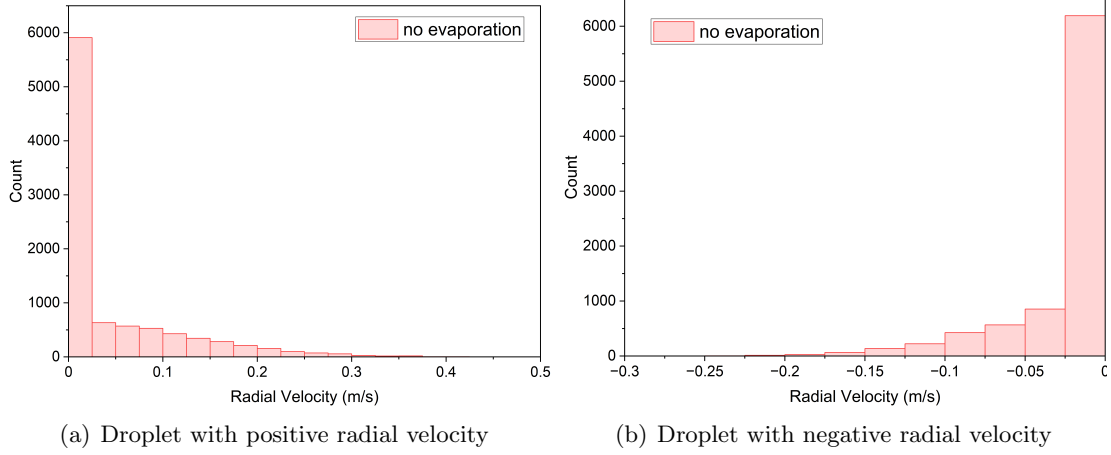 no evaporation
6000
5000
4000
3000
2000
1000
0
Count
0 0.1 0.2 0.3 0.4 0.5
Radial Velocity (m/s)
(a) Droplet with positive radial velocity
no evaporation
6000
5000
4000
3000
2000
1000
0
Count
−0.3 −0.25 −0.2 −0.15 −0.1 −0.05 0
Radial Velocity (m/s)
(b) Droplet with negative radial velocity